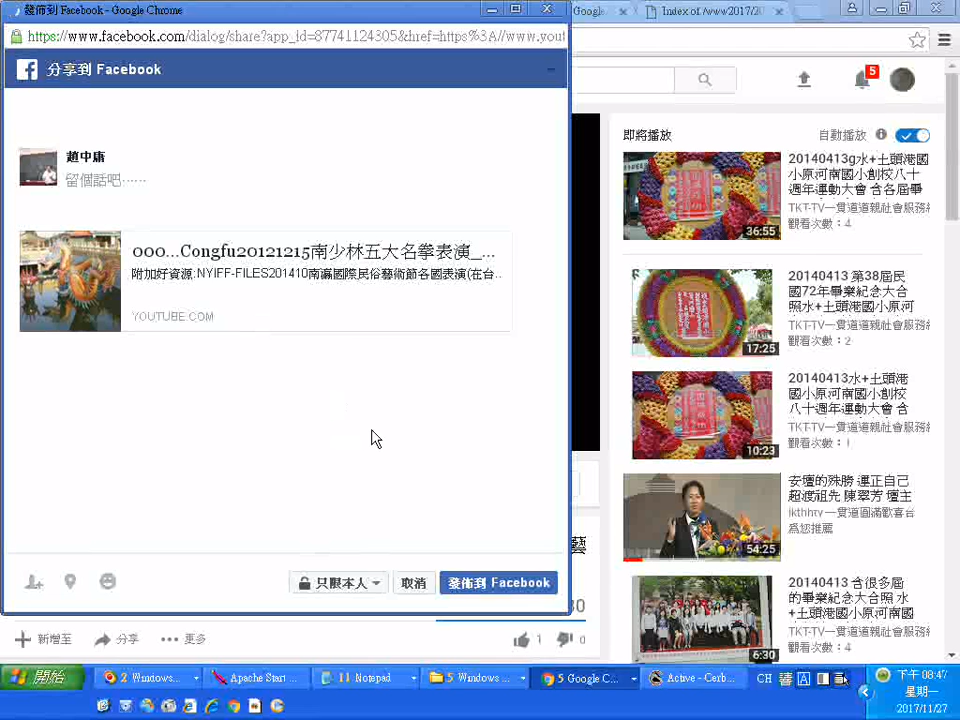 發佈到 Facebook - Google Chrome
Google
Index of /www2017/20
https://www.facebook.com/dialog/share?app_id=87741124305&href=https%3A//www.yout
分享到 Facebook
5
趙中庸
留個話吧……
000...Congfu20121215南少林五大名拳表演_...
附加好資源:NYIFF-FILES201410南瀛國際民俗藝術節各國表演(在台..
YOUTUBE.COM
即將播放
自動播放
20140413g水+土頭港國
小原河南國小創校八十
週年運動大會 含各屆畢
TKT-TV一貫道道親社會服務
觀看次數：4
36:55
20140413 第38屆民
國72年畢業紀念大合
照水+土頭港國小原河
TKT-TV一貫道道親社會服務
觀看次數：2
17:25
20140413水+土頭港
國小原河南國小創校
八十週年運動大會 含
TKT-TV一貫道道親社會服務
觀看次數：1
10:23
安壇的殊勝 運正自己
超渡祖先 陳翠芳 壇主
ikthhtv一貫道圓滿歡喜台
為您推薦
54:25
20140413 含很多屆
的畢業紀念大合照 水
+土頭港國小原河南國
TKT-TV一貫道道親社會服務
觀看次數：4
6:30
藝
只限本人
取消
發佈到 Facebook
30
新增至
分享
更多
1
0
開始
2 Windows...
Apache Start ...
11 Notepad
5 Windows ...
5 Google C...
Active - Cerb...
CH
A
下午 08:47
星期一
2017/11/27